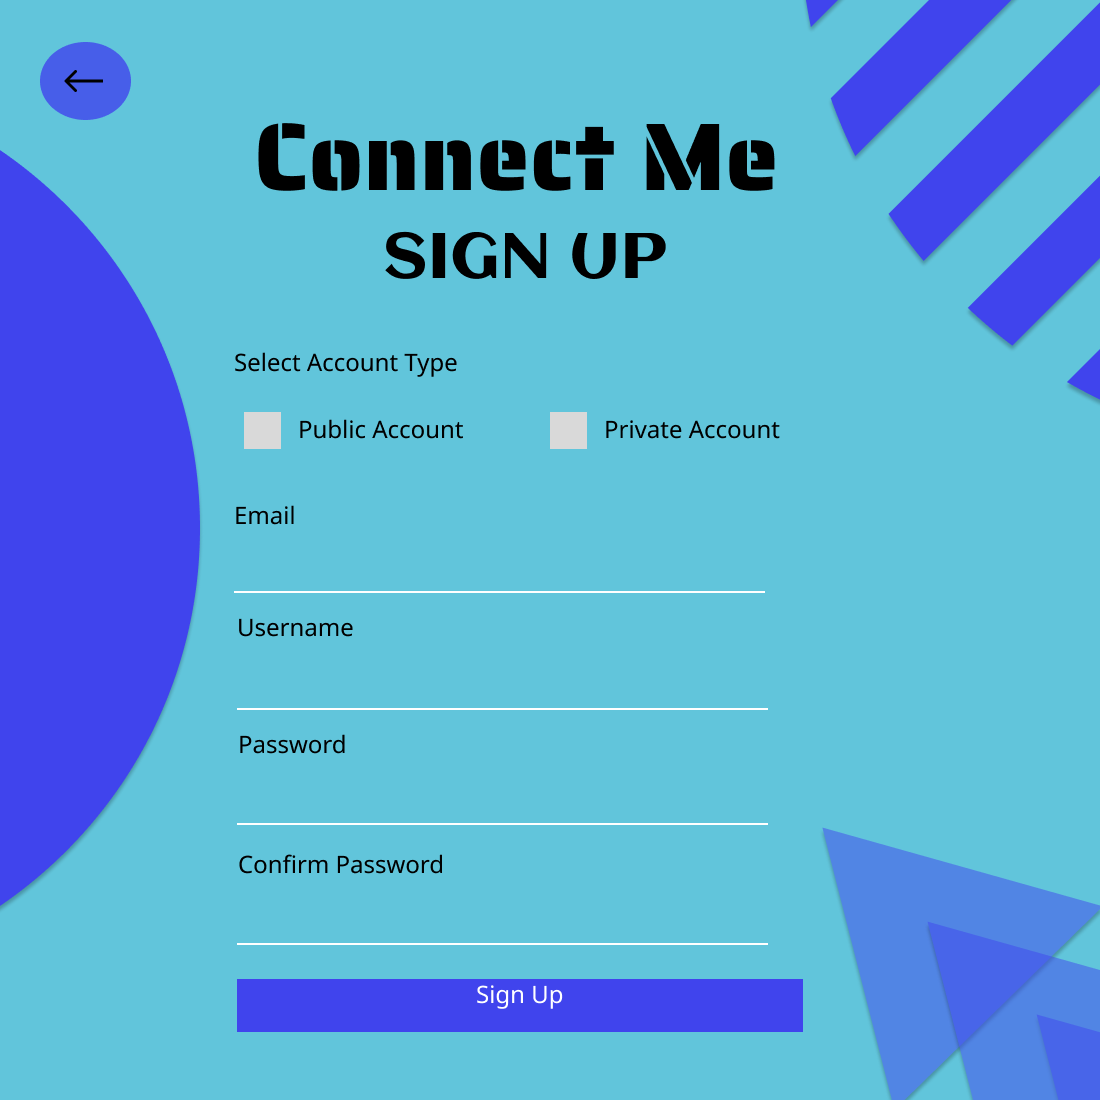 Connect Me
SIGN UP
Select Account Type
Public Account Private Account
Email
Username
Password
Confirm Password
Sign Up